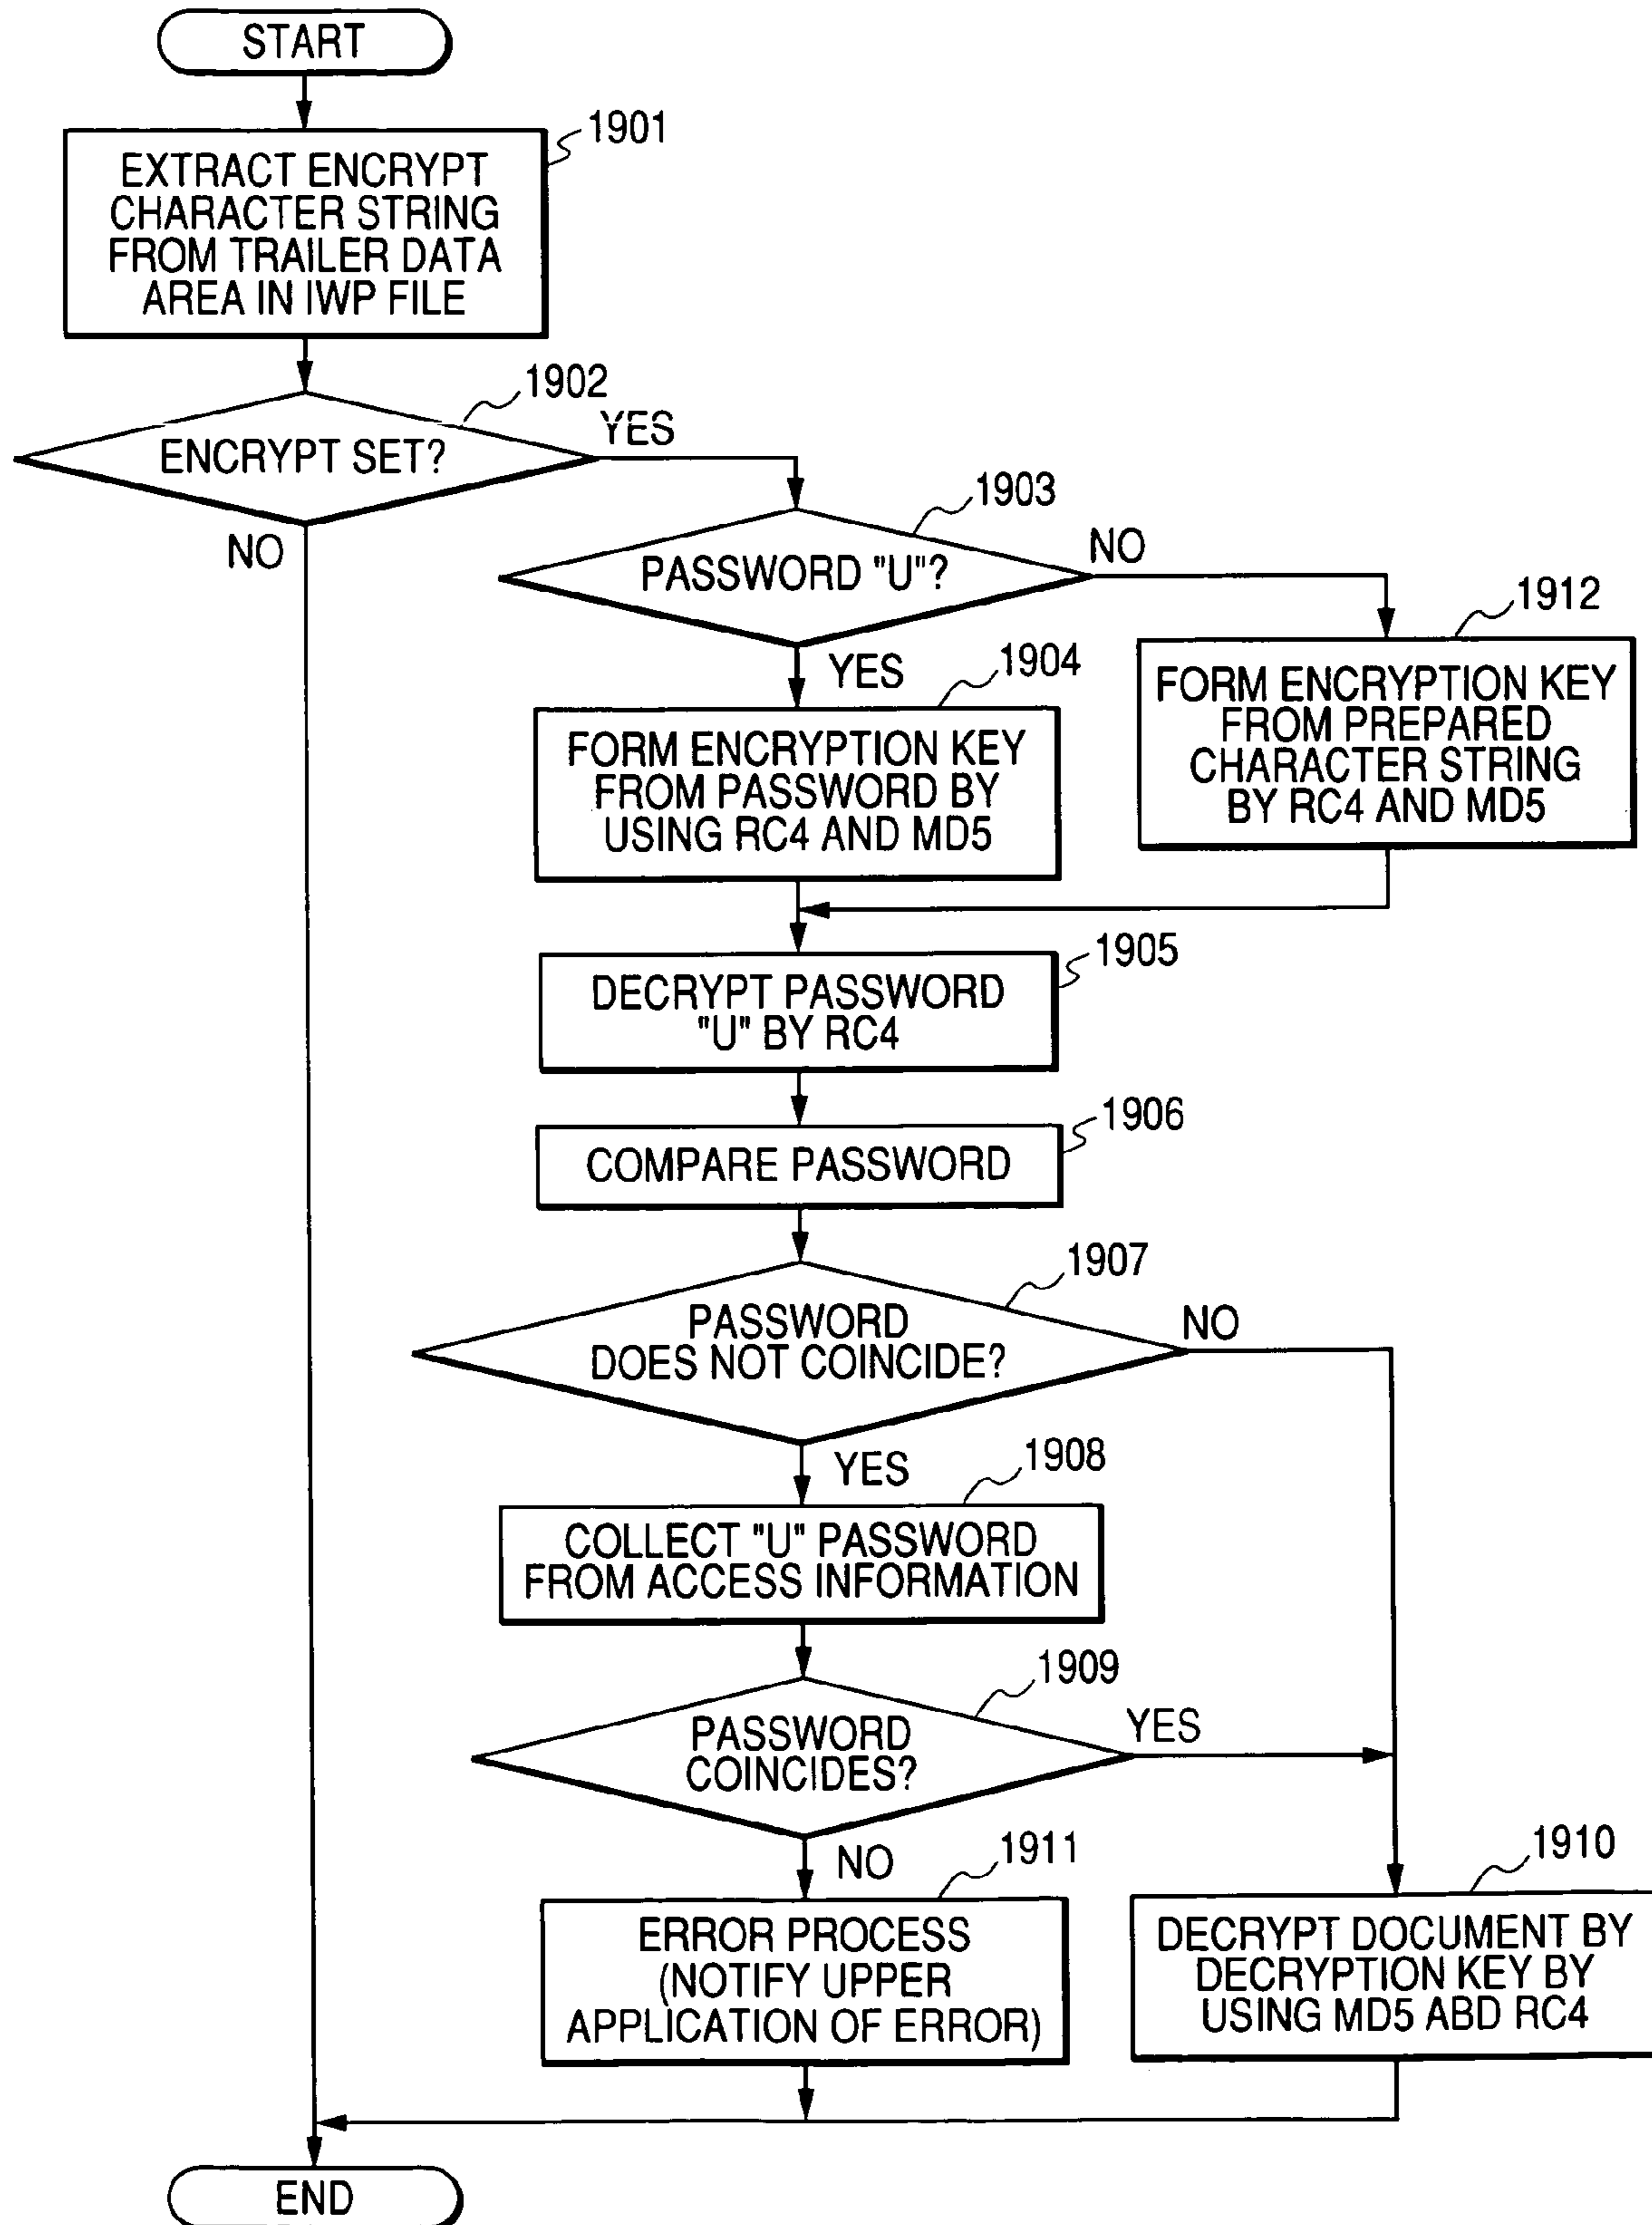 START
1901
EXTRACT ENCRYPT
CHARACTER STRING
FROM TRAILER DATA
AREA IN IWP FILE
1902
ENCRYPT SET?
YES
NO
1903
PASSWORD "U"?
NO
YES
1912
FORM ENCRYPTION KEY
FROM PREPARED
CHARACTER STRING
BY RC4 AND MD5
1904
FORM ENCRYPTION KEY
FROM PASSWORD BY
USING RC4 AND MD5
1905
DECRYPT PASSWORD
"U" BY RC4
1906
COMPARE PASSWORD
1907
PASSWORD
DOES NOT COINCIDE?
NO
YES
1908
COLLECT "U" PASSWORD
FROM ACCESS INFORMATION
1909
PASSWORD
COINCIDES?
YES
NO
1911
ERROR PROCESS
(NOTIFY UPPER
APPLICATION OF ERROR)
1910
DECRYPT DOCUMENT BY
DECRYPTION KEY BY
USING MD5 ABD RC4
END